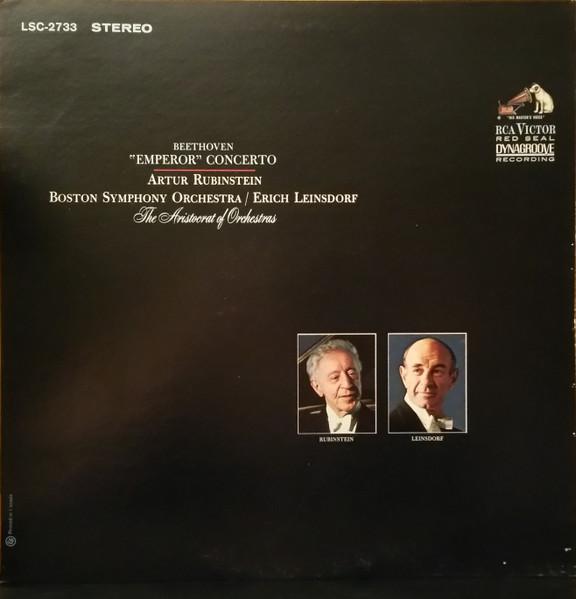 LSC-2733 STEREO
"HIS MASTER'S VOICE"
RCA VICTOR
RED SEAL
DYNAGROOVE
RECORDING
BEETHOVEN
"EMPEROR" CONCERTO
ARTUR RUBINSTEIN
BOSTON SYMPHONY ORCHESTRA / ERICH LEINSDORF
The Aristocrat of Orchestras
RUBINSTEIN
LEINSDORF